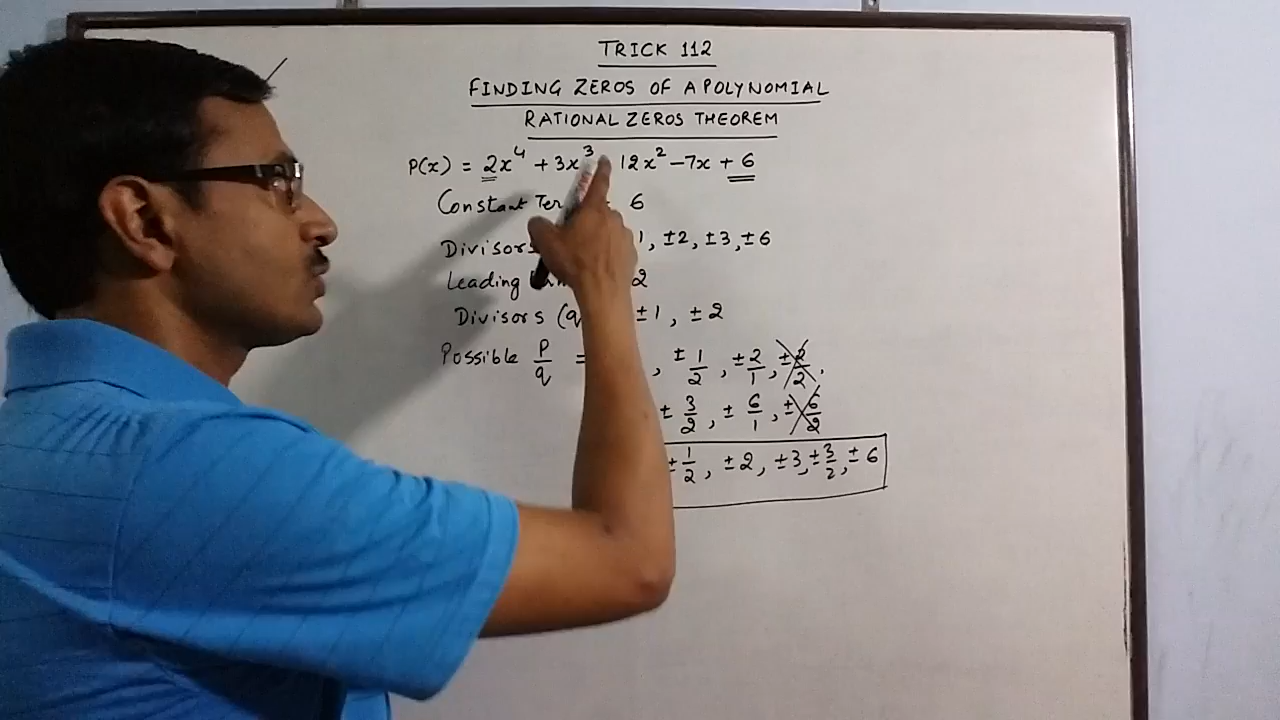 TRICK 112
FINDING ZEROS OF A POLYNOMIAL
RATIONAL ZEROS THEOREM
P(x) = 2x⁴ + 3x³ 12x² - 7x + 6
Constant 6
Divisors 1, ±2, ±3, ±6
Leading 2
Divisors (q ±1, ±2
Possible p/q = , ±1/2, ±2/1, ±2/2,
±3/2, ±6/1, ±6/2
±1/2, ±2, ±3, ±3/2, ±6